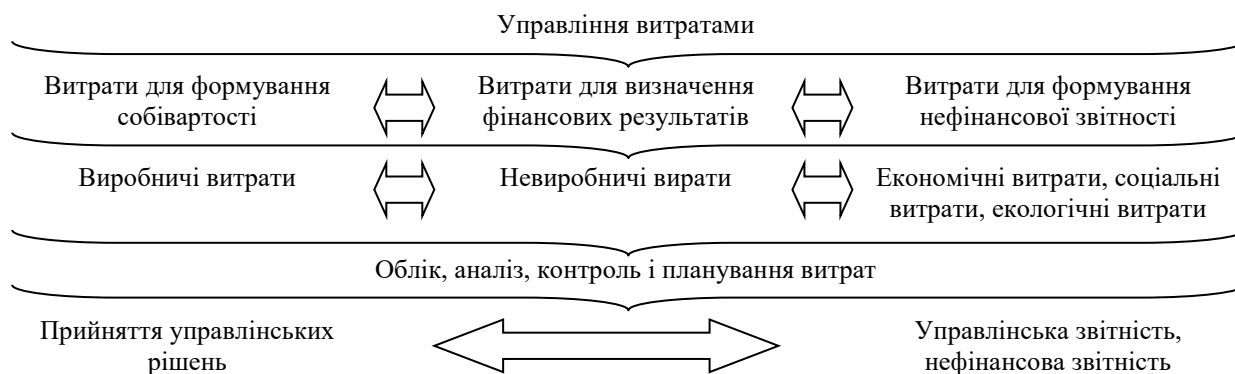 Управління витратами
Витрати для формування
собівартості
Витрати для визначення
фінансових результатів
Витрати для формування
нефінансової звітності
Виробничі витрати
Невиробничі вирати
Економічні витрати, соціальні
витрати, екологічні витрати
Облік, аналіз, контроль і планування витрат
Прийняття управлінських
рішень
Управлінська звітність,
нефінансова звітність